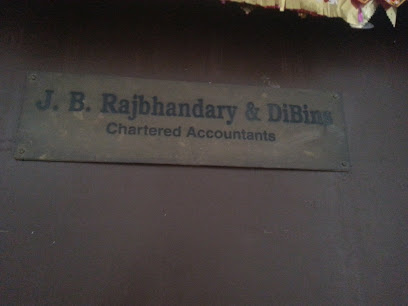 J. B. Rajbhandary & DiBins
Chartered Accountants